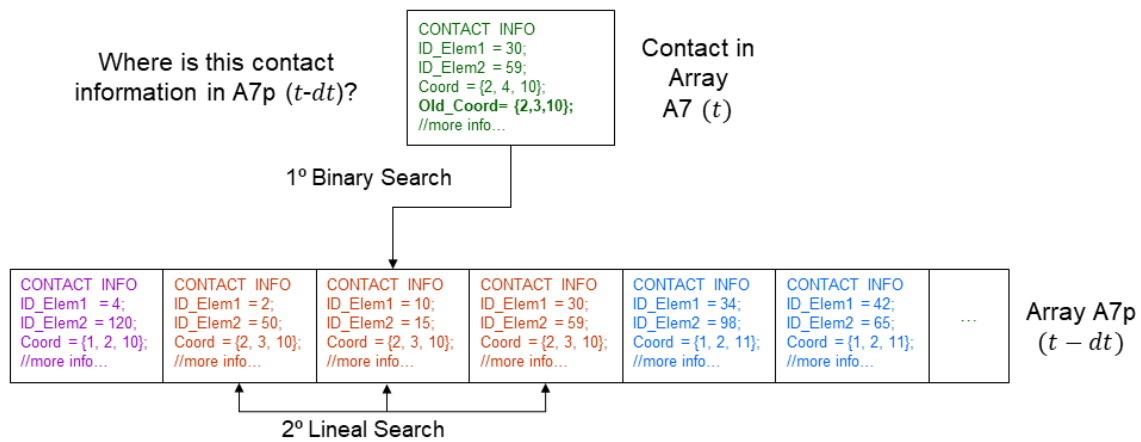 Where is this contact
information in A7p (t-dt)?
CONTACT INFO
ID_Elem1 = 30;
ID_Elem2 = 59;
Coord = {2, 4, 10};
Old_Coord= {2,3,10};
//more info…
Contact in
Array
A7 (t)
1º Binary Search
CONTACT INFO
ID_Elem1 = 4;
ID_Elem2 = 120;
Coord = {1, 2, 10};
//more info…
CONTACT INFO
ID_Elem1 = 2;
ID_Elem2 = 50;
Coord = {2, 3, 10};
//more info…
CONTACT INFO
ID_Elem1 = 10;
ID_Elem2 = 15;
Coord = {2, 3, 10};
//more info…
CONTACT INFO
ID_Elem1 = 30;
ID_Elem2 = 59;
Coord = {2, 3, 10};
//more info…
CONTACT INFO
ID_Elem1 = 34;
ID_Elem2 = 98;
Coord = {1, 2, 11};
//more info…
CONTACT INFO
ID_Elem1 = 42;
ID_Elem2 = 65;
Coord = {1, 2, 11};
//more info…
…
Array A7p
(t − dt)
2º Lineal Search